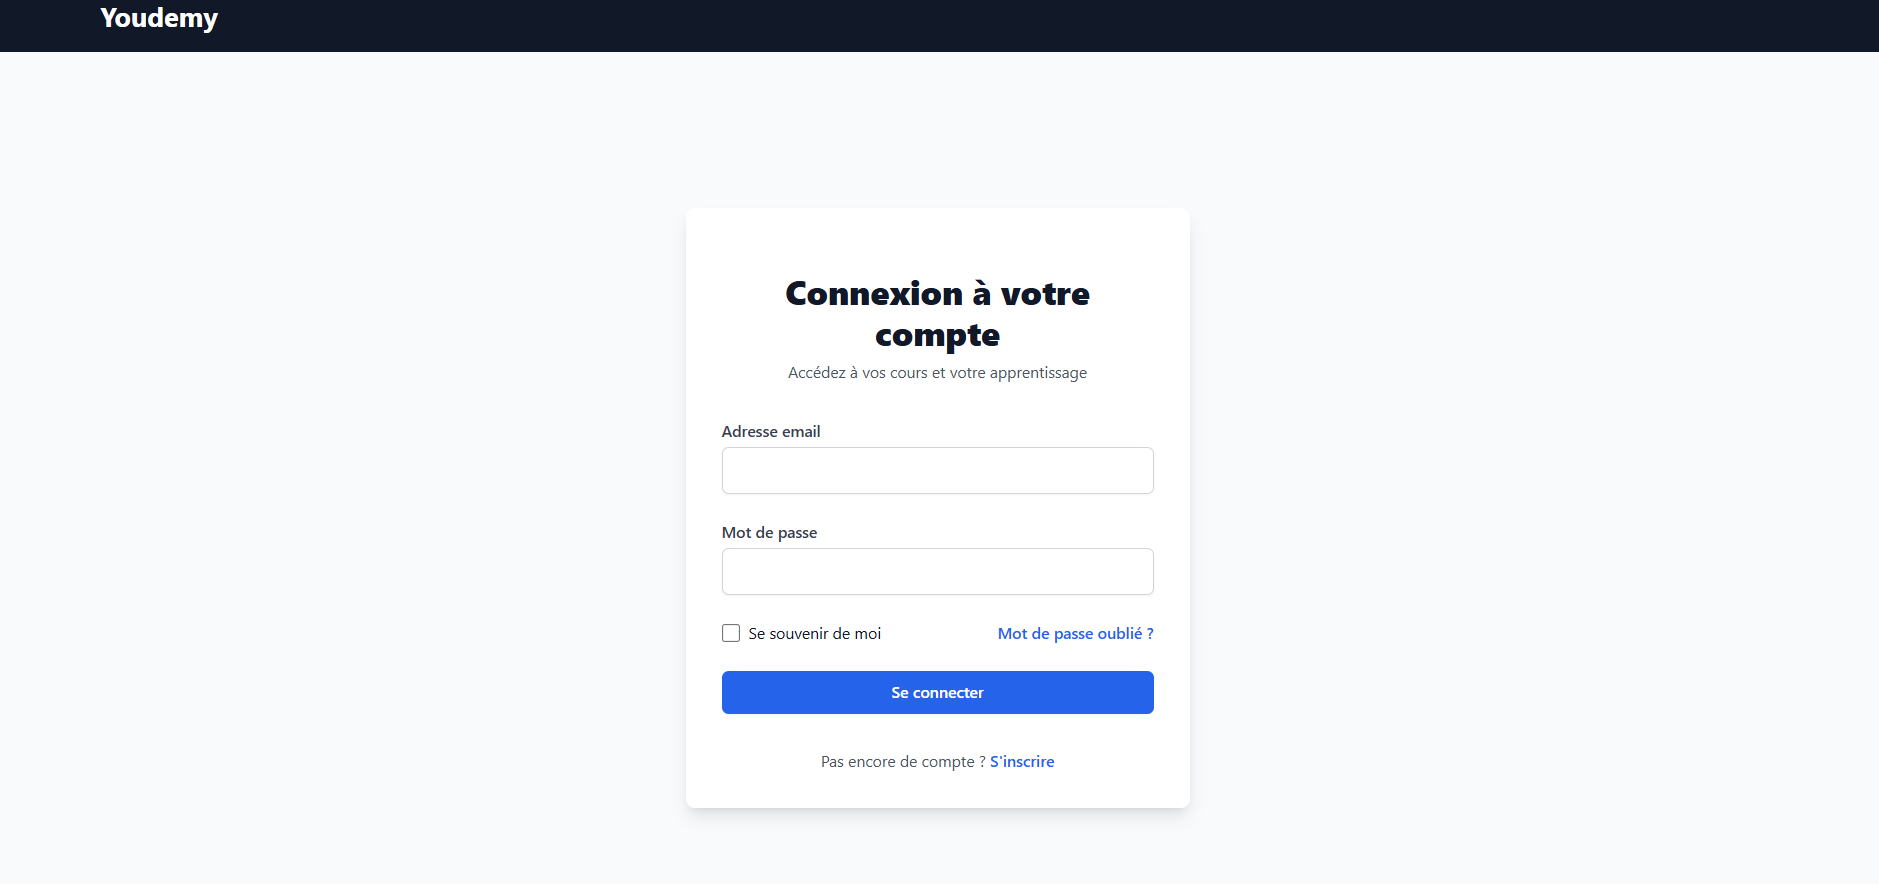 Youdemy
Connexion à votre
compte
Accédez à vos cours et votre apprentissage
Adresse email
Mot de passe
Se souvenir de moi
Mot de passe oublié ?
Se connecter
Pas encore de compte ? S'inscrire